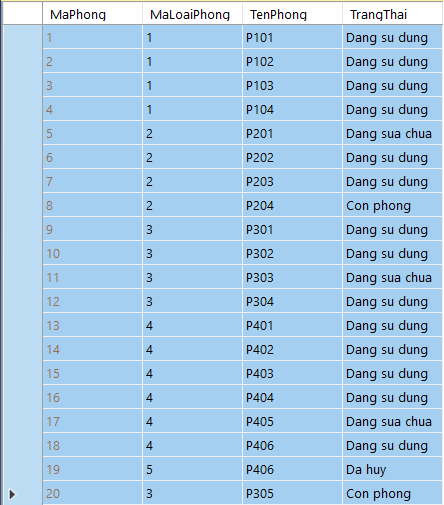 MaPhong MaLoaiPhong TenPhong TrangThai
1 1 P101 Dang su dung
2 1 P102 Dang su dung
3 1 P103 Dang su dung
4 1 P104 Dang su dung
5 2 P201 Dang sua chua
6 2 P202 Dang su dung
7 2 P203 Dang su dung
8 2 P204 Con phong
9 3 P301 Dang su dung
10 3 P302 Dang su dung
11 3 P303 Dang sua chua
12 3 P304 Dang su dung
13 4 P401 Dang su dung
14 4 P402 Dang su dung
15 4 P403 Dang su dung
16 4 P404 Dang su dung
17 4 P405 Dang sua chua
18 4 P406 Dang su dung
19 5 P406 Da huy
20 3 P305 Con phong